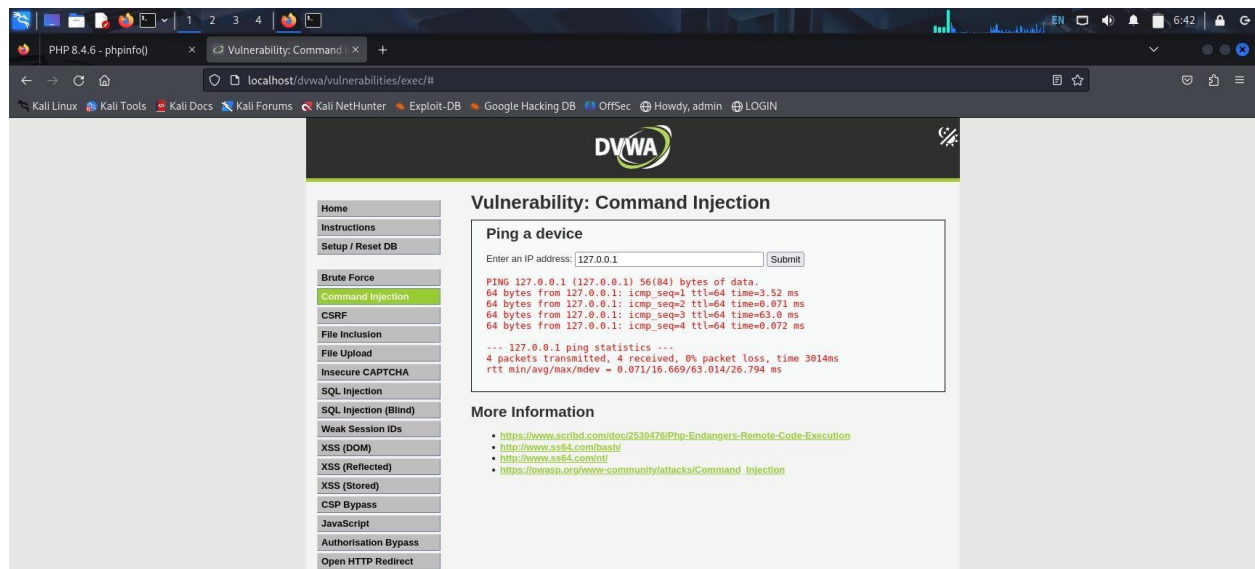 1 2 3 4
EN 6:42
PHP 8.4.6 - phpinfo() × Vulnerability: Command I × +
localhost/dvwa/vulnerabilities/exec/#
Kali Linux Kali Tools Kali Docs Kali Forums Kali NetHunter Exploit-DB Google Hacking DB OffSec Howdy, admin LOGIN
DVWA
Home
Instructions
Setup / Reset DB
Brute Force
Command Injection
CSRF
File Inclusion
File Upload
Insecure CAPTCHA
SQL Injection
SQL Injection (Blind)
Weak Session IDs
XSS (DOM)
XSS (Reflected)
XSS (Stored)
CSP Bypass
JavaScript
Authorisation Bypass
Open HTTP Redirect
Vulnerability: Command Injection
Ping a device
Enter an IP address: 127.0.0.1 Submit
PING 127.0.0.1 (127.0.0.1) 56(84) bytes of data.
64 bytes from 127.0.0.1: icmp_seq=1 ttl=64 time=3.52 ms
64 bytes from 127.0.0.1: icmp_seq=2 ttl=64 time=0.071 ms
64 bytes from 127.0.0.1: icmp_seq=3 ttl=64 time=63.0 ms
64 bytes from 127.0.0.1: icmp_seq=4 ttl=64 time=0.072 ms
--- 127.0.0.1 ping statistics ---
4 packets transmitted, 4 received, 0% packet loss, time 3014ms
rtt min/avg/max/mdev = 0.071/16.669/63.014/26.794 ms
More Information
• https://www.scribd.com/doc/2530476/Php-Endangers-Remote-Code-Execution
• http://www.ss64.com/bash/
• http://www.ss64.com/nt/
• https://owasp.org/www-community/attacks/Command_Injection